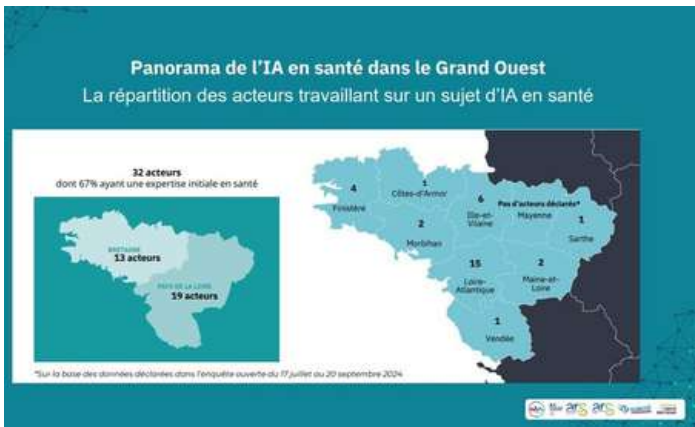 Panorama de l'IA en santé dans le Grand Ouest
La répartition des acteurs travaillant sur un sujet d'IA en santé
32 acteurs
dont 67% ayant une expertise initiale en santé
BRETAGNE
13 acteurs
PAYS DE LA LOIRE
19 acteurs
4
Finistère
1
Côtes-d'Armor
6
Ille-et-
Vilaine
Pas d'acteurs déclarés*
Mayenne
1
Sarthe
2
Morbihan
15
Loire-
Atlantique
2
Maine-et-
Loire
1
Vendée
*Sur la base des données déclarées dans l'enquête ouverte du 17 juillet au 20 septembre 2024
ars
ars